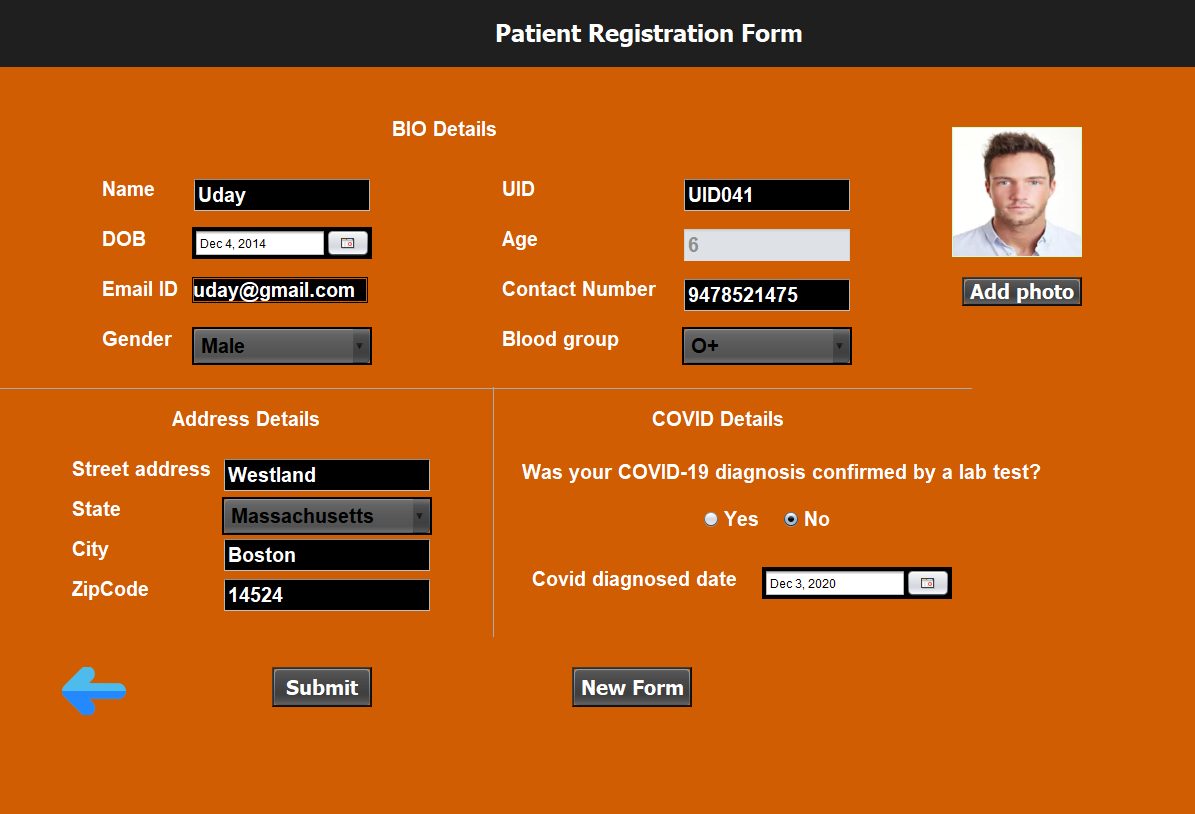 Patient Registration Form
BIO Details
Name Uday UID UID041
DOB Dec 4, 2014 Age 6
Email ID uday@gmail.com Contact Number 9478521475 Add photo
Gender Male Blood group O+
Address Details COVID Details
Street address Westland Was your COVID-19 diagnosis confirmed by a lab test?
State Massachusetts Yes No
City Boston
ZipCode 14524 Covid diagnosed date Dec 3, 2020
Submit New Form